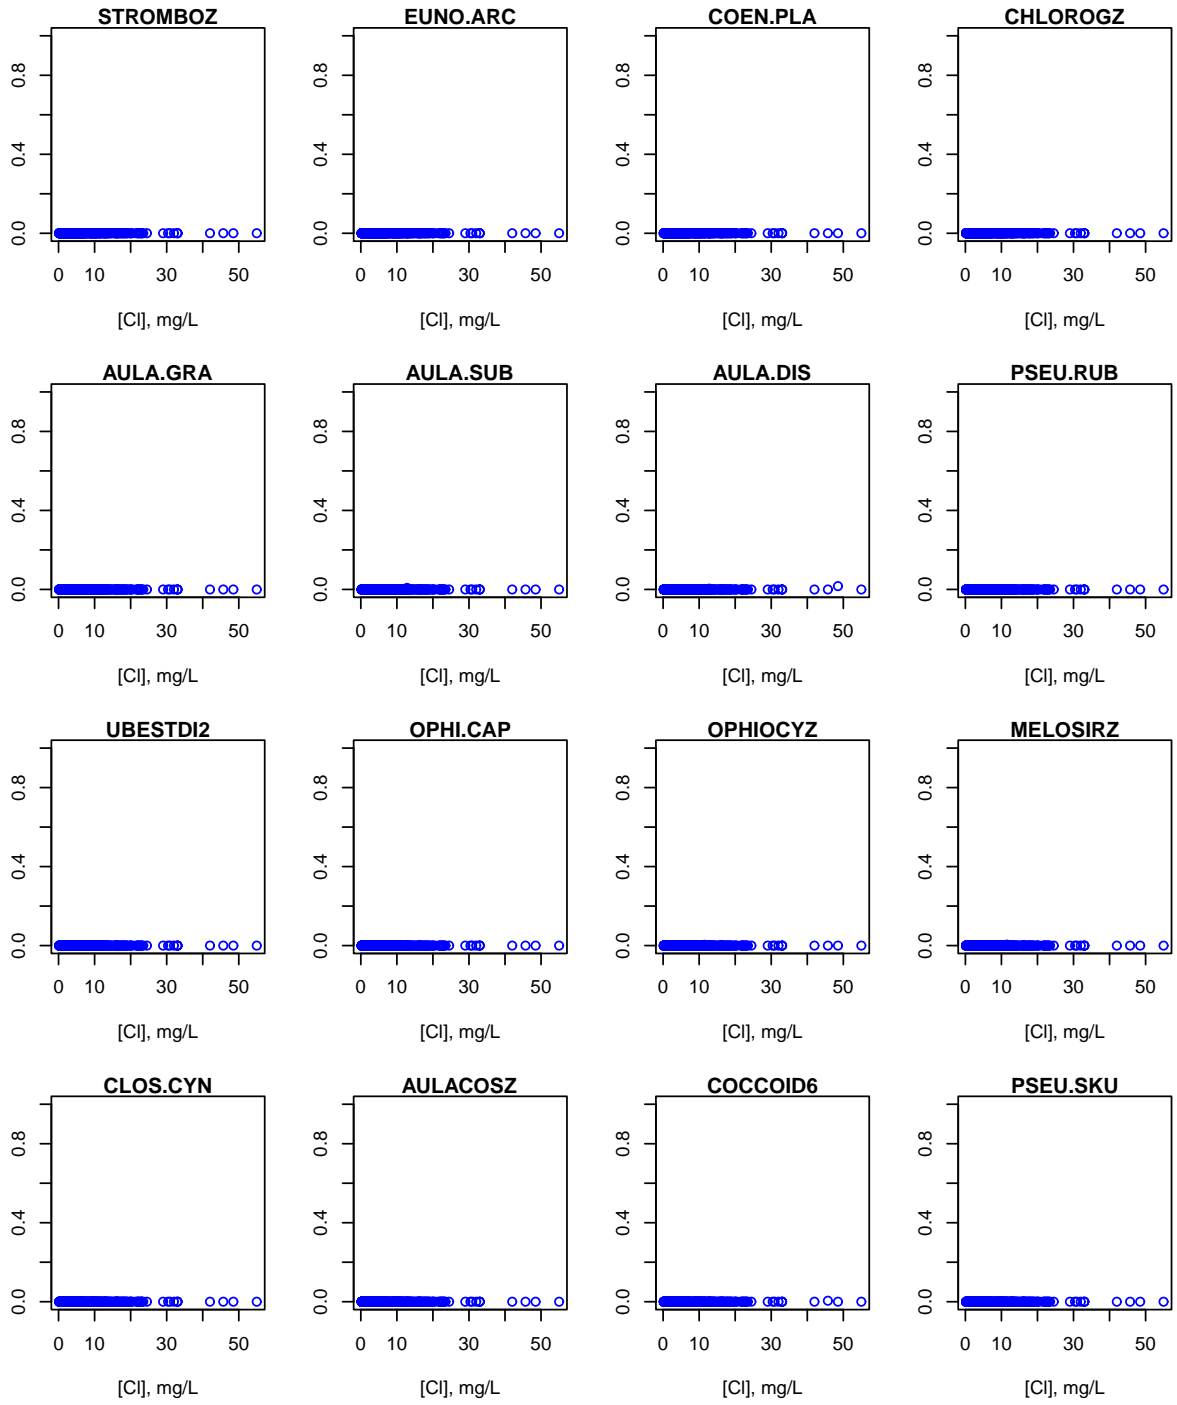 STROMBOZ EUNO.ARC COEN.PLA CHLOROGZ
0.8 0.8 0.8 0.8
0.4 0.4 0.4 0.4
0.0 0.0 0.0 0.0
0 10 30 50 0 10 30 50 0 10 30 50 0 10 30 50
[Cl], mg/L [Cl], mg/L [Cl], mg/L [Cl], mg/L
AULA.GRA AULA.SUB AULA.DIS PSEU.RUB
0.8 0.8 0.8 0.8
0.4 0.4 0.4 0.4
0.0 0.0 0.0 0.0
0 10 30 50 0 10 30 50 0 10 30 50 0 10 30 50
[Cl], mg/L [Cl], mg/L [Cl], mg/L [Cl], mg/L
UBESTDI2 OPHI.CAP OPHIOCYZ MELOSIRZ
0.8 0.8 0.8 0.8
0.4 0.4 0.4 0.4
0.0 0.0 0.0 0.0
0 10 30 50 0 10 30 50 0 10 30 50 0 10 30 50
[Cl], mg/L [Cl], mg/L [Cl], mg/L [Cl], mg/L
CLOS.CYN AULACOSZ COCCOID6 PSEU.SKU
0.8 0.8 0.8 0.8
0.4 0.4 0.4 0.4
0.0 0.0 0.0 0.0
0 10 30 50 0 10 30 50 0 10 30 50 0 10 30 50
[Cl], mg/L [Cl], mg/L [Cl], mg/L [Cl], mg/L